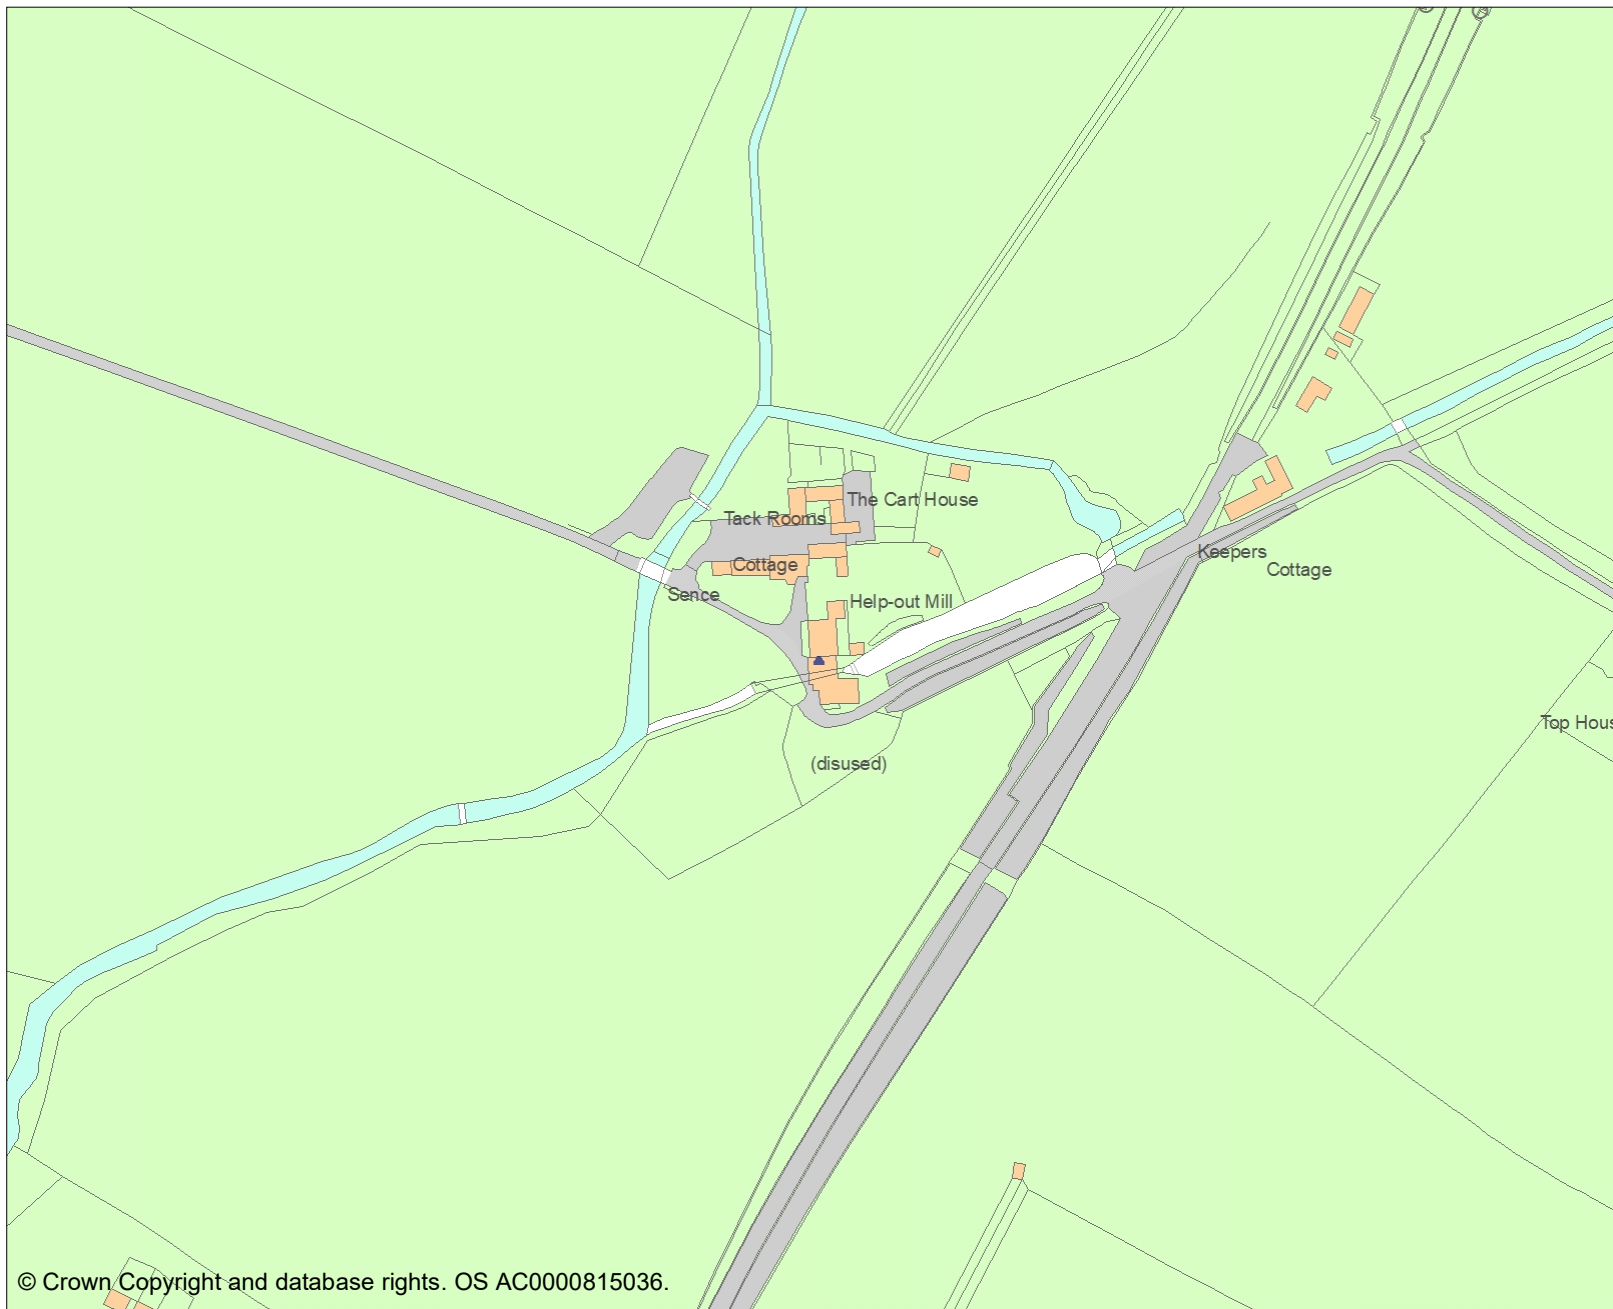 The Cart House
Tack Rooms
Keepers
Cottage
Cottage
Sence
Help-out Mill
Top Hous
(disused)
© Crown Copyright and database rights. OS AC0000815036.